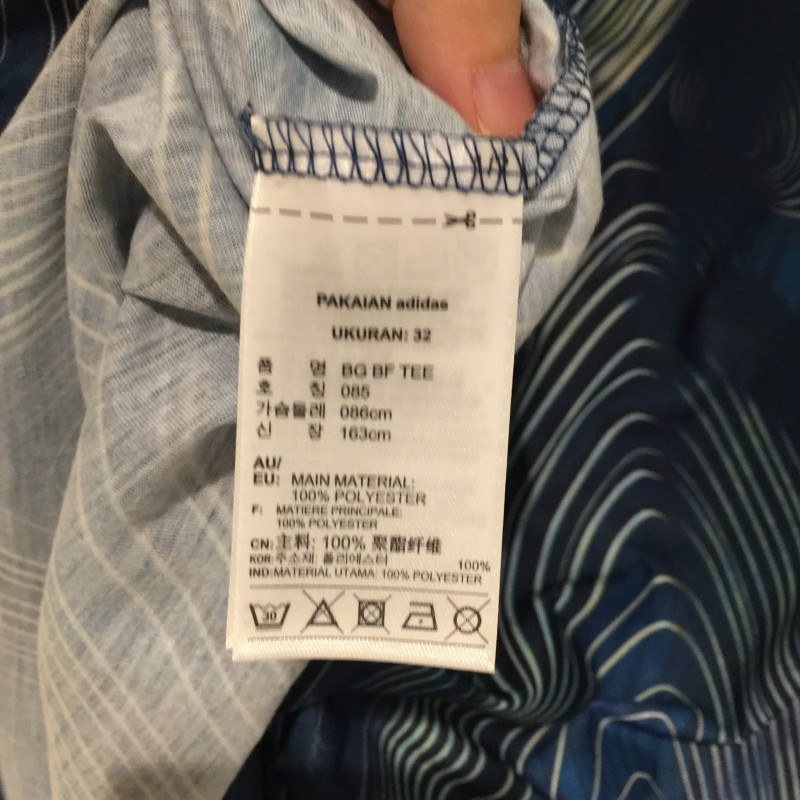 PAKAIAN adidas
UKURAN: 32
품 명 BG BF TEE
호 칭 085
가슴둘레 086cm
신 장 163cm
AU/
EU: MAIN MATERIAL:
100% POLYESTER
F: MATIERE PRINCIPALE:
100% POLYESTER
CN: 主料: 100% 聚酯纤维
KOR: 주소재: 폴리에스터 100%
IND: MATERIAL UTAMA: 100% POLYESTER
30